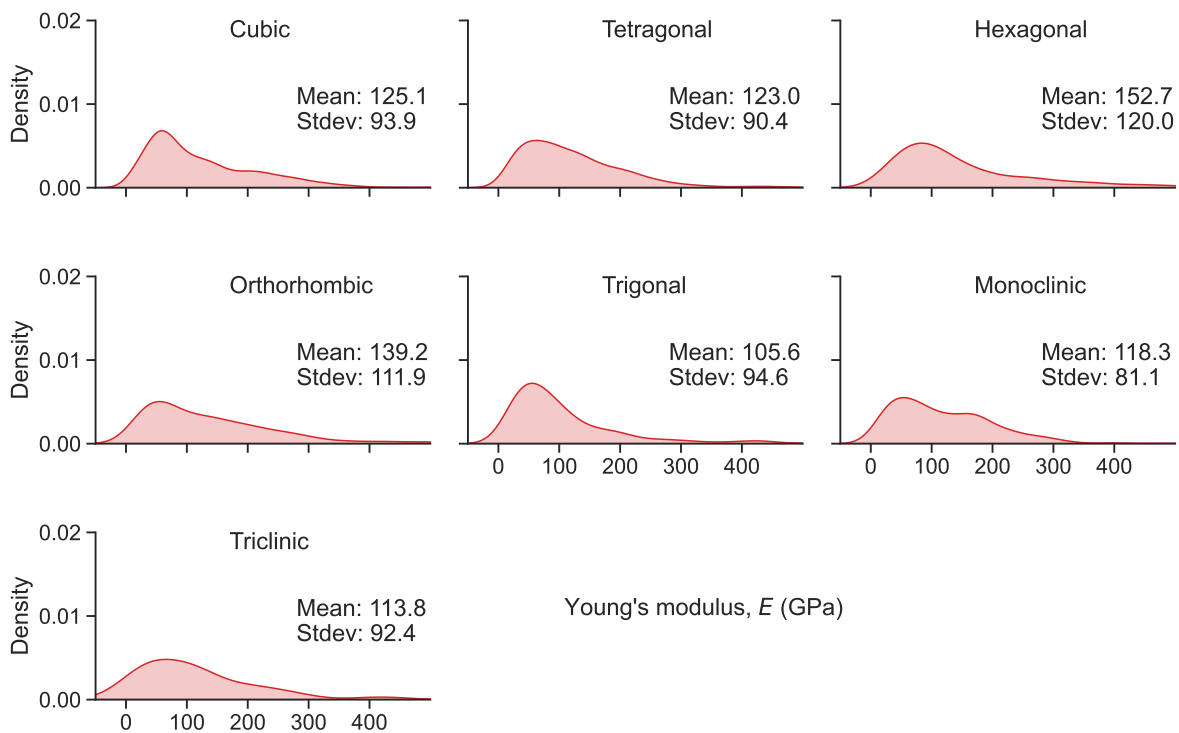 0.02
Cubic
Tetragonal
Hexagonal
Density
0.01
Mean: 125.1
Stdev: 93.9
Mean: 123.0
Stdev: 90.4
Mean: 152.7
Stdev: 120.0
0.00
0.02
Orthorhombic
Trigonal
Monoclinic
Density
0.01
Mean: 139.2
Stdev: 111.9
Mean: 105.6
Stdev: 94.6
Mean: 118.3
Stdev: 81.1
0.00
0 100 200 300 400
0 100 200 300 400
0.02
Triclinic
Density
0.01
Mean: 113.8
Stdev: 92.4
Young's modulus, E (GPa)
0.00
0 100 200 300 400